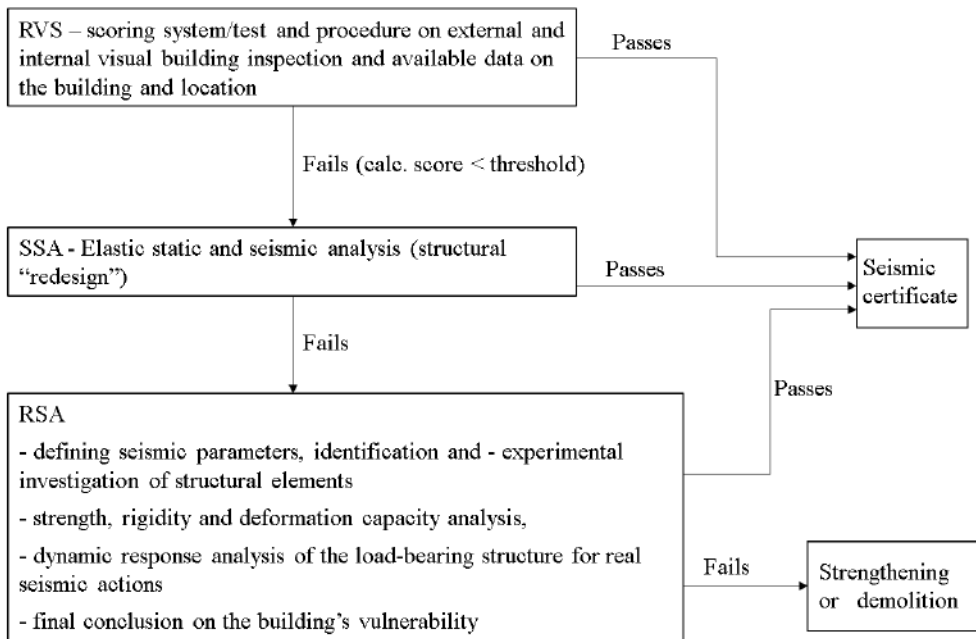 RVS – scoring system/test and procedure on external and
internal visual building inspection and available data on
the building and location
Passes
Fails (calc. score < threshold)
SSA - Elastic static and seismic analysis (structural
“redesign”)
Passes
Seismic
certificate
Fails
Passes
RSA
- defining seismic parameters, identification and - experimental
investigation of structural elements
- strength, rigidity and deformation capacity analysis,
- dynamic response analysis of the load-bearing structure for real
seismic actions
- final conclusion on the building’s vulnerability
Fails
Strengthening
or demolition